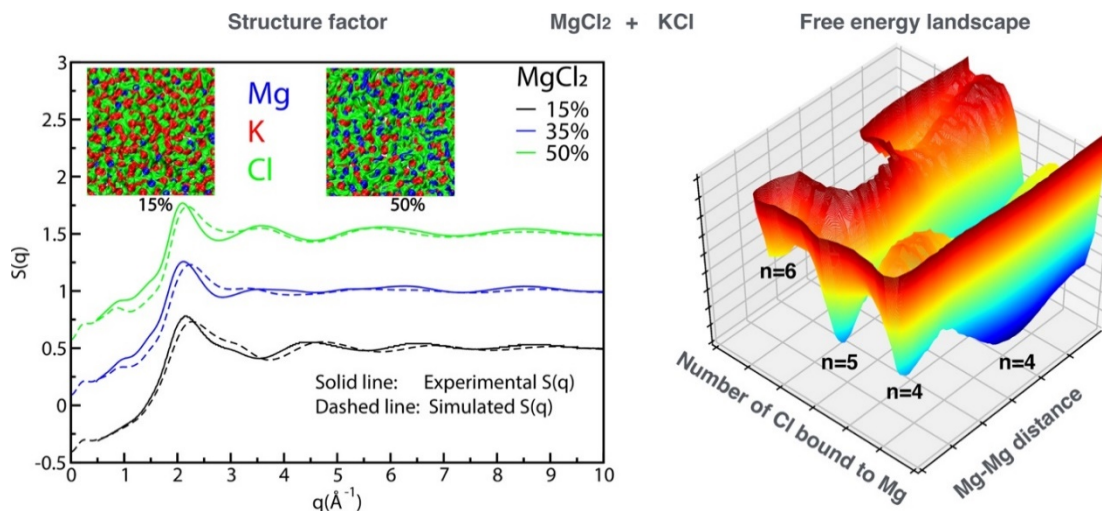 Structure factor
MgCl₂ + KCl
Free energy landscape
3
2.5
2
1.5
1
0.5
0
-0.5
S(q)
0 1 2 3 4 5 6 7 8 9 10
q(Å⁻¹)
Mg
K
Cl
15%
50%
MgCl₂
15%
35%
50%
Solid line: Experimental S(q)
Dashed line: Simulated S(q)
n=6
n=5
n=4
n=4
Number of Cl bound to Mg
Mg-Mg distance